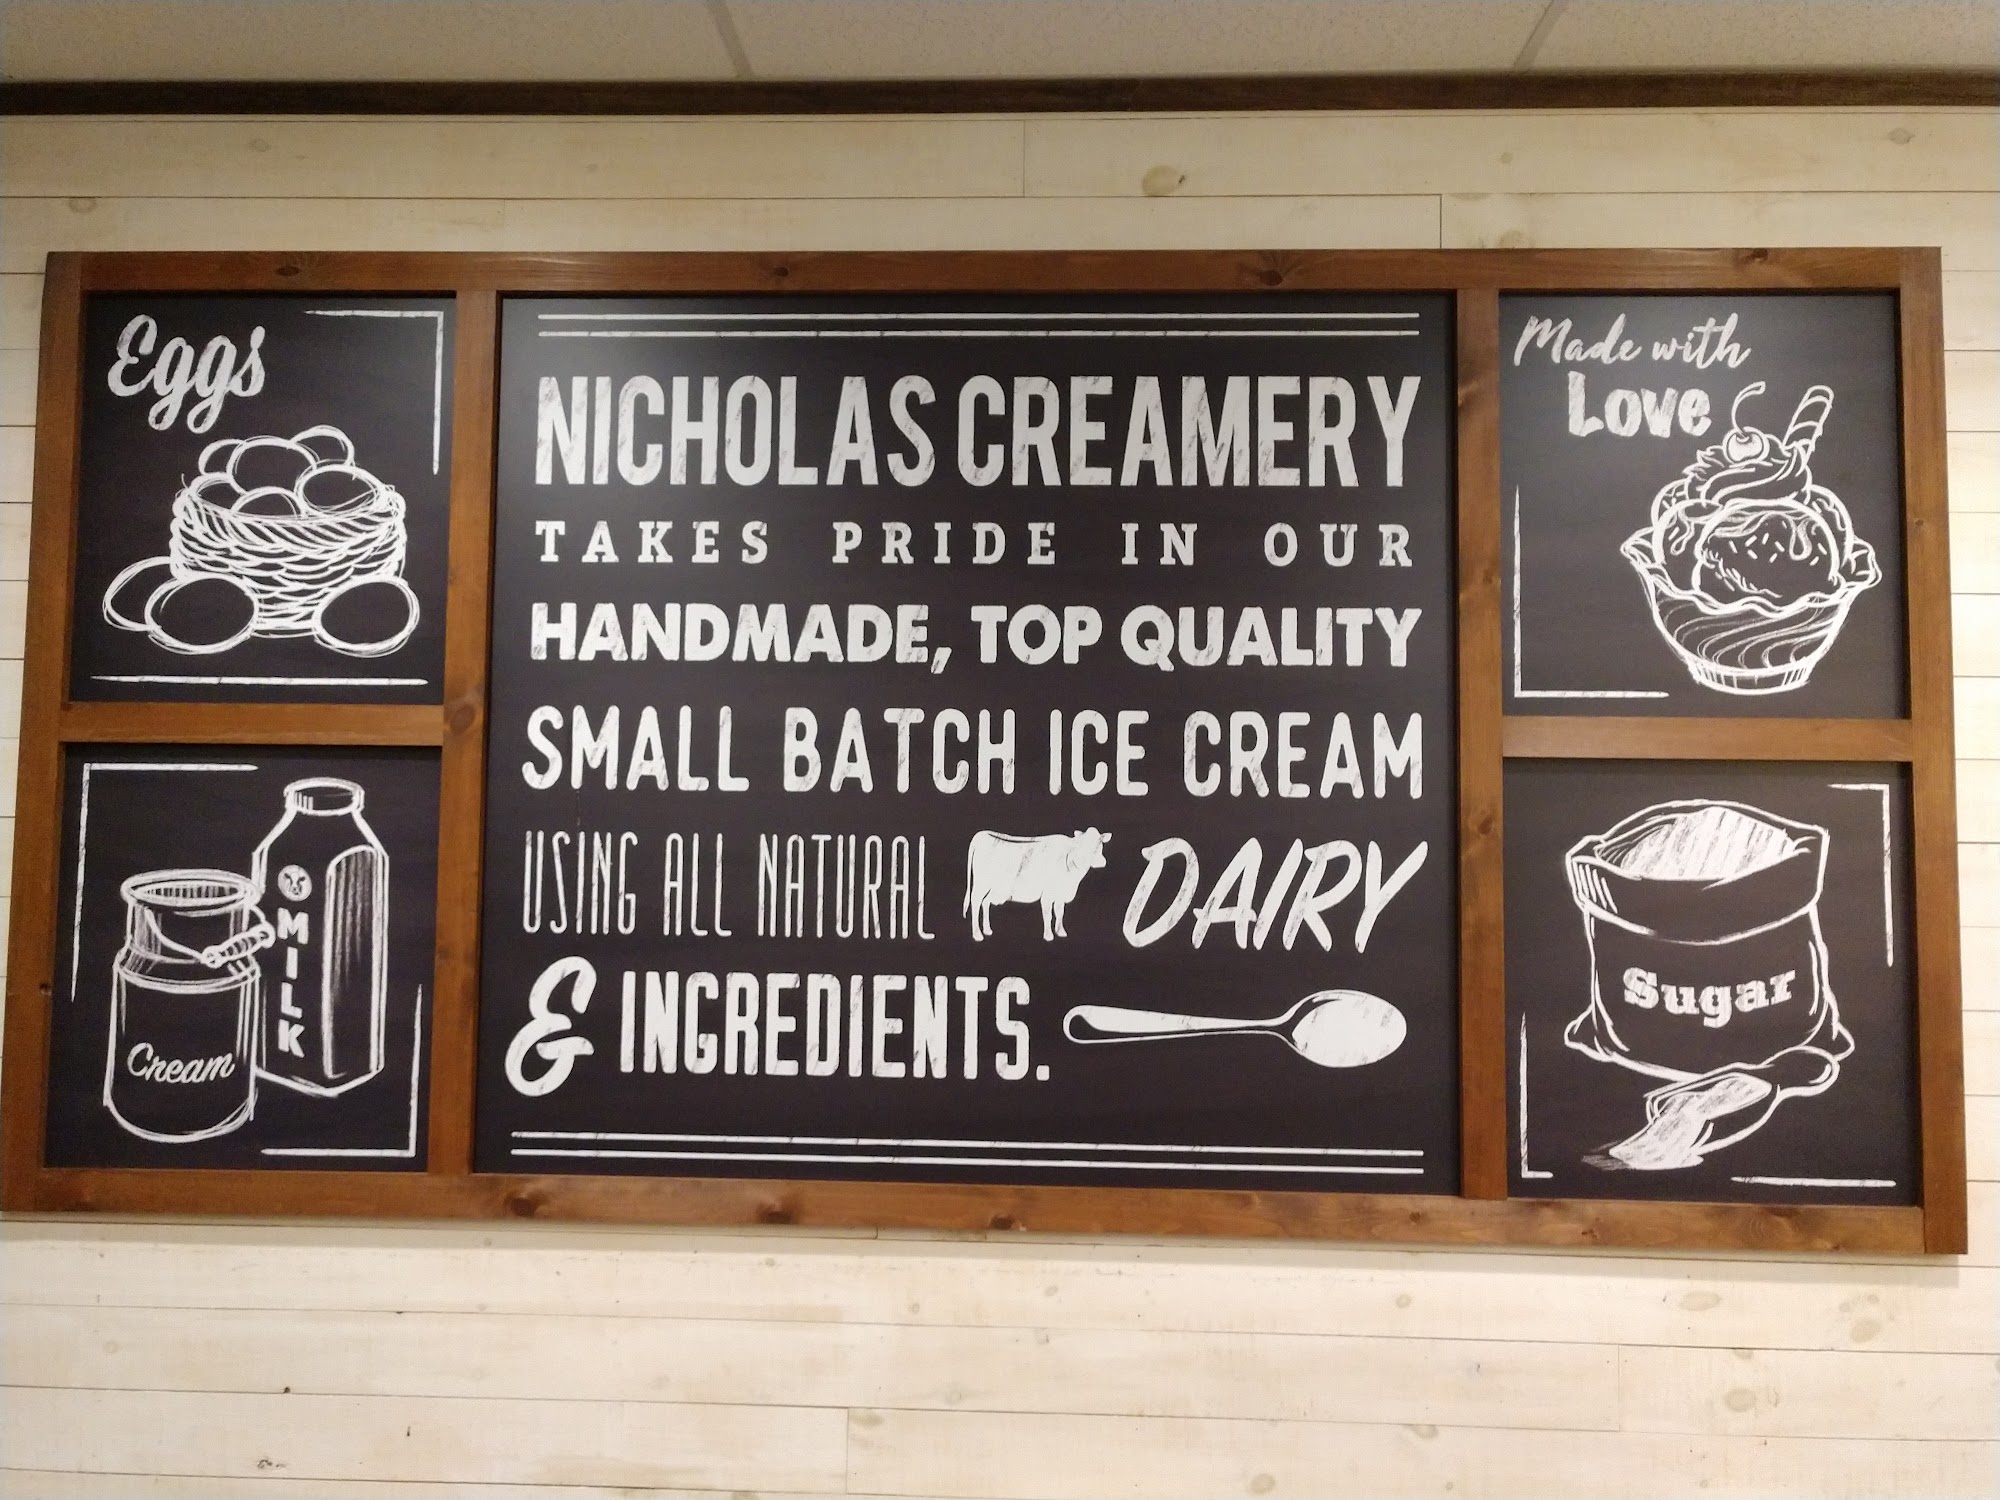 Eggs
Cream
MILK
NICHOLAS CREAMERY
TAKES PRIDE IN OUR
HANDMADE, TOP QUALITY
SMALL BATCH ICE CREAM
USING ALL NATURAL DAIRY
& INGREDIENTS.
Made with
Love
Sugar